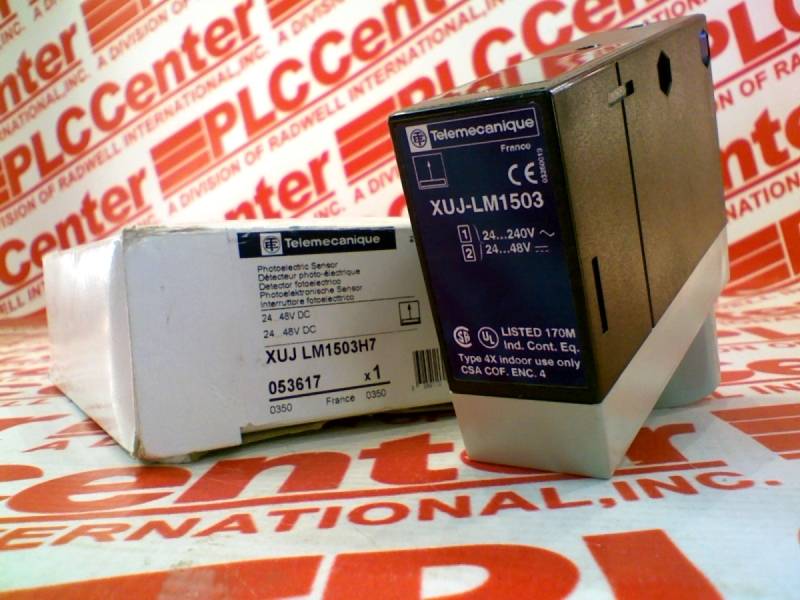 PLCCenter
A DIVISION OF RADWELL INTERNATIONAL, INC.
Telemecanique
Photoelectric Sensor
Détecteur photo-électrique
Detector fotoelectrico
Photoelektronische Sensor
Interruttore fotoelettrico
24...48V DC
24...48V DC
XUJ LM1503H7
053617 x1
0350 France 0350
Telemecanique
France
CE
XUJ-LM1503
1 24...240V ~
2 24...48V
LISTED 170M
Ind. Cont. Eq.
Type 4X indoor use only
CSA COF. ENC. 4
Center
INTERNATIONAL, INC.